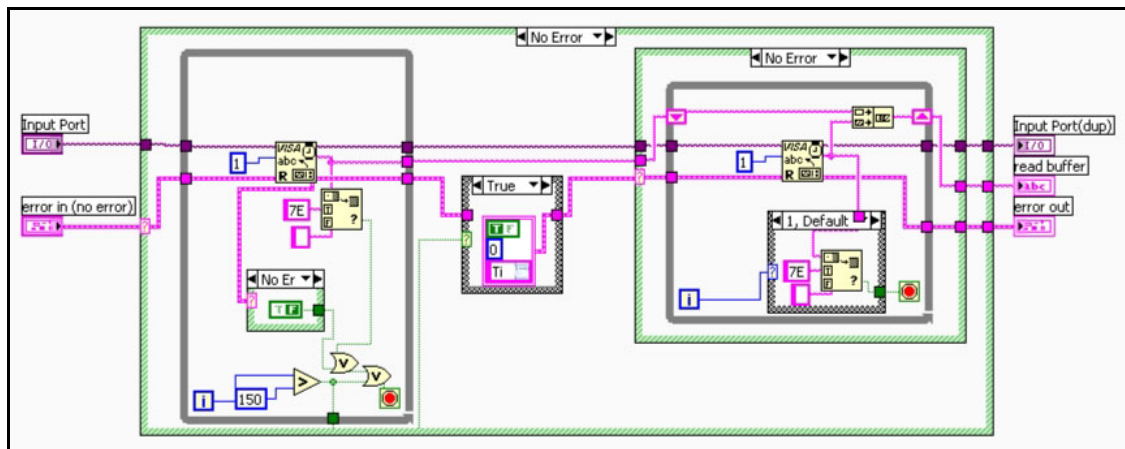 No Error
No Error
Input Port
I/O
error in (no error)
VISA
abc
R
1
7E
T
F
?
No Er
T F
i
150
>
V
V
True
T F
0
Ti
VISA
abc
R
1
1, Default
7E
T
F
?
i
Input Port(dup)
I/O
read buffer
abc
error out